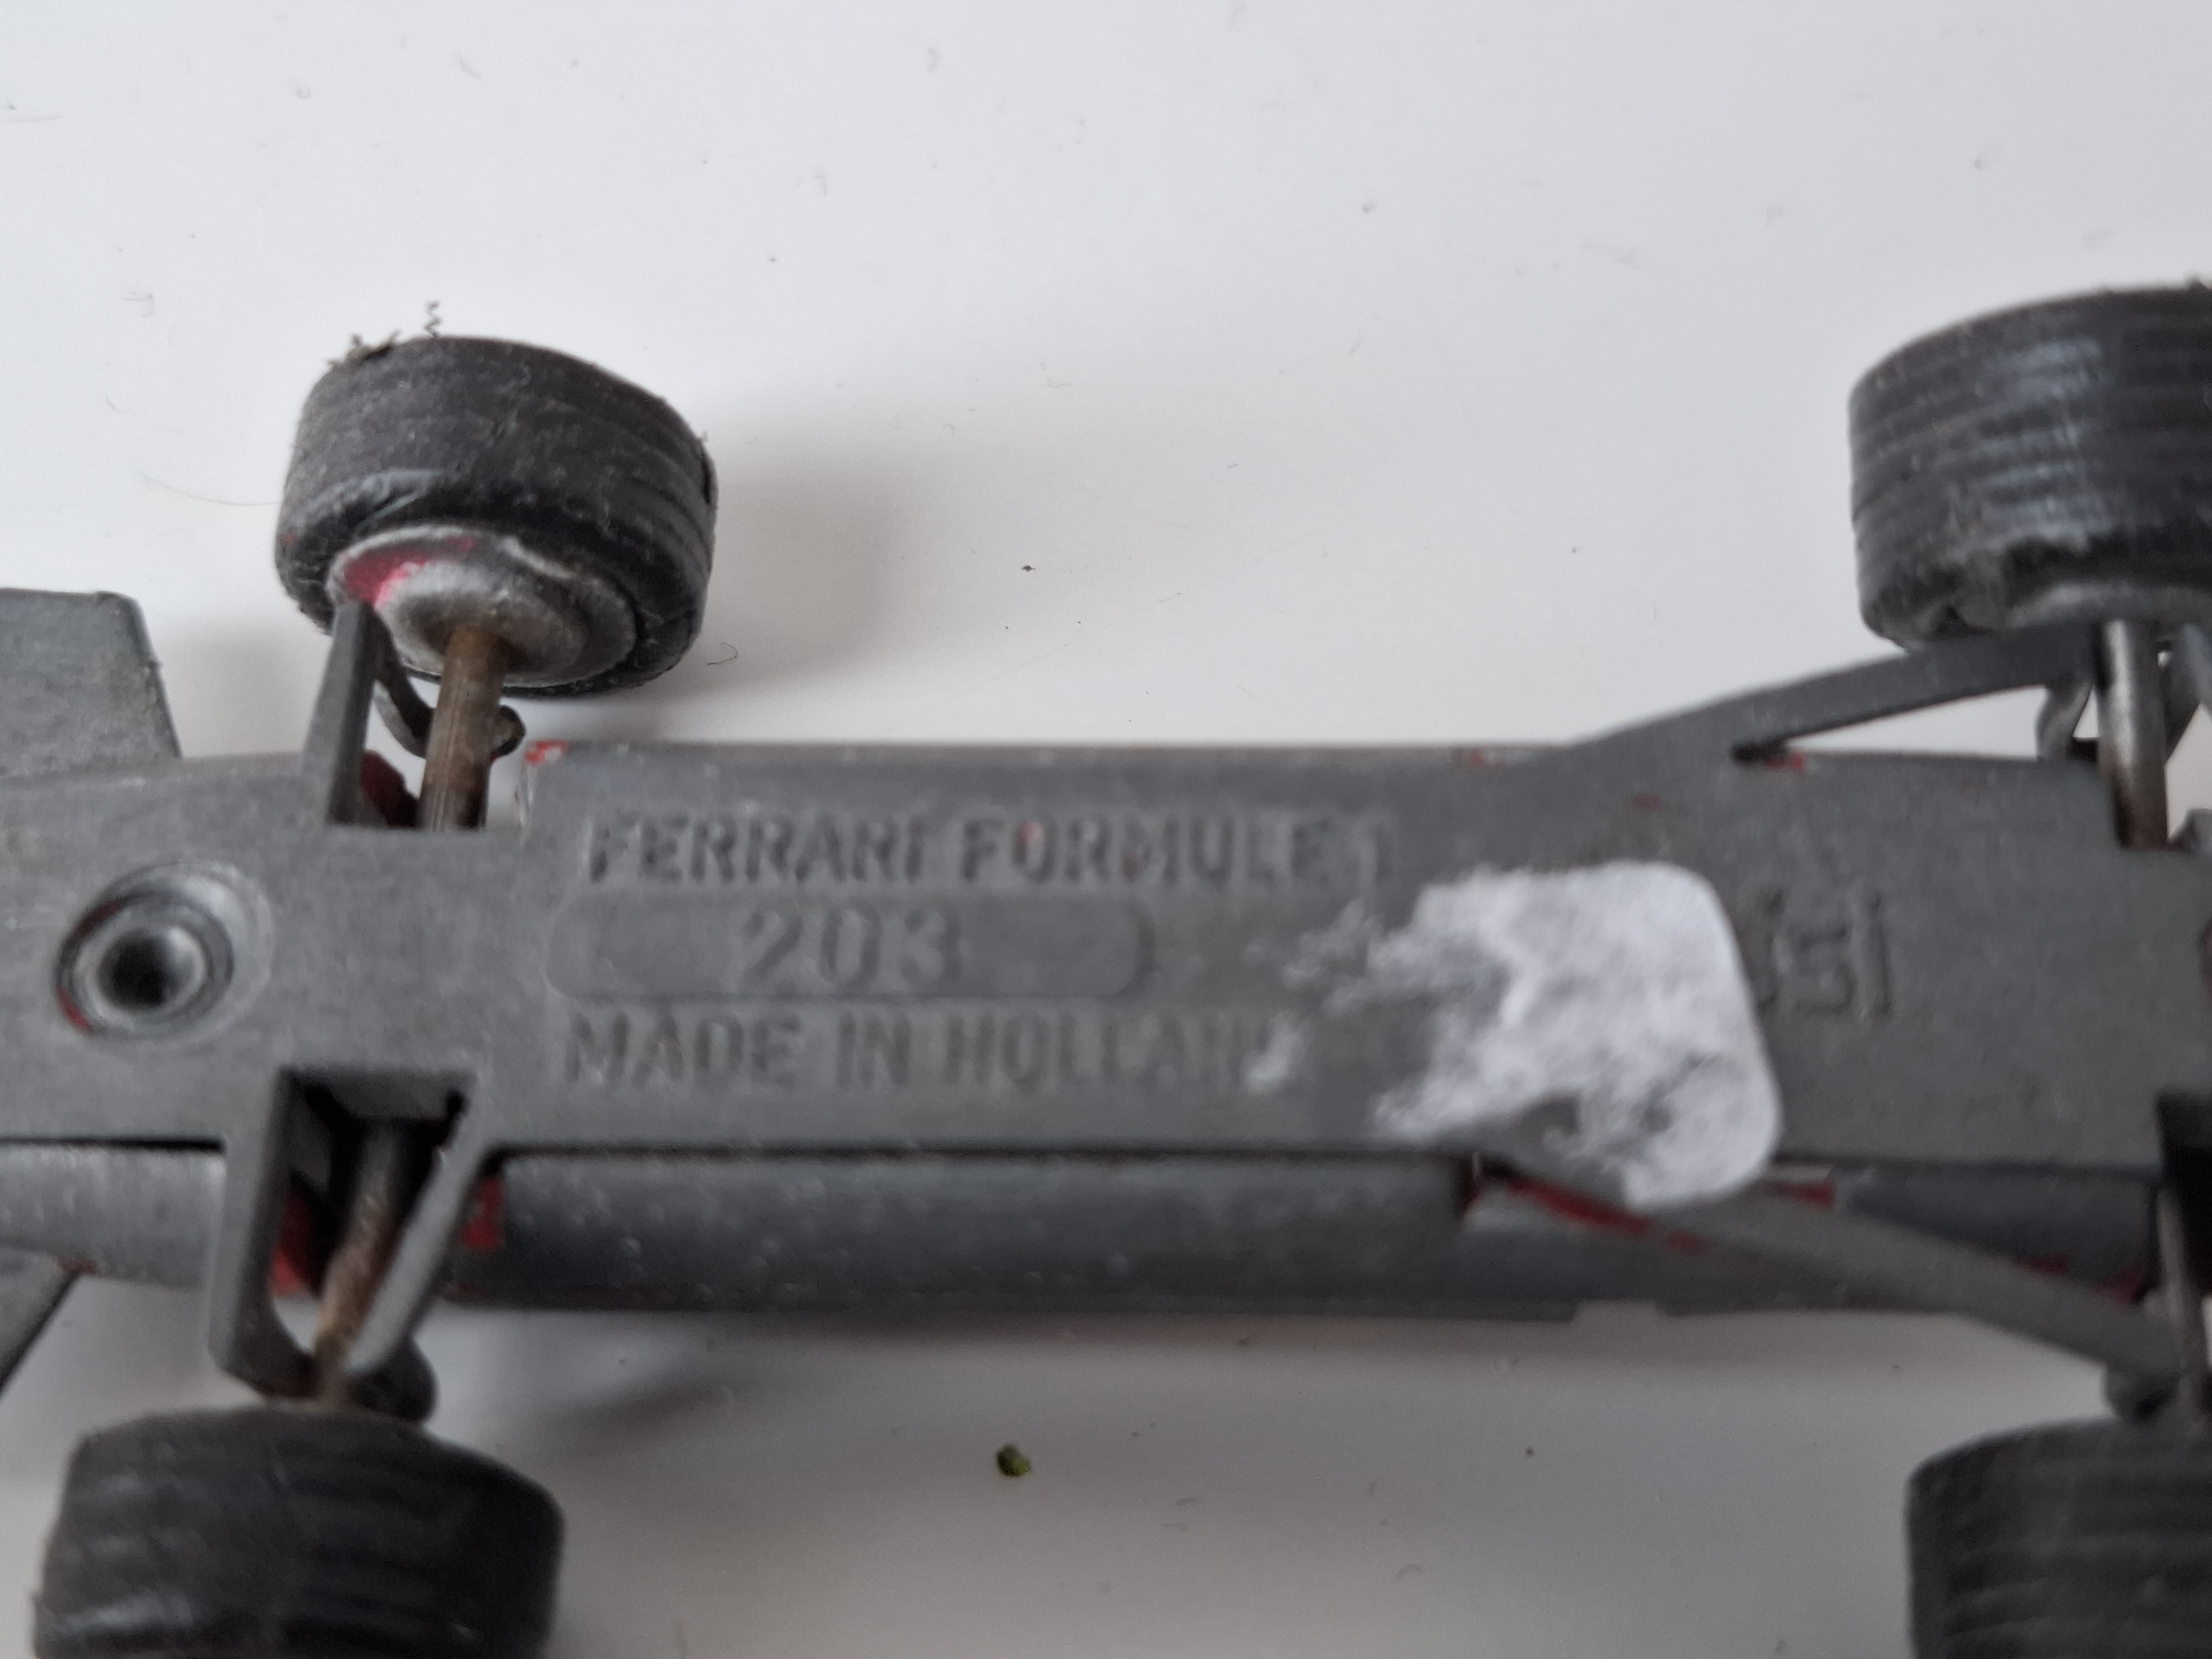 FERRARI FORMULE 1
203
MADE IN HOLLAND